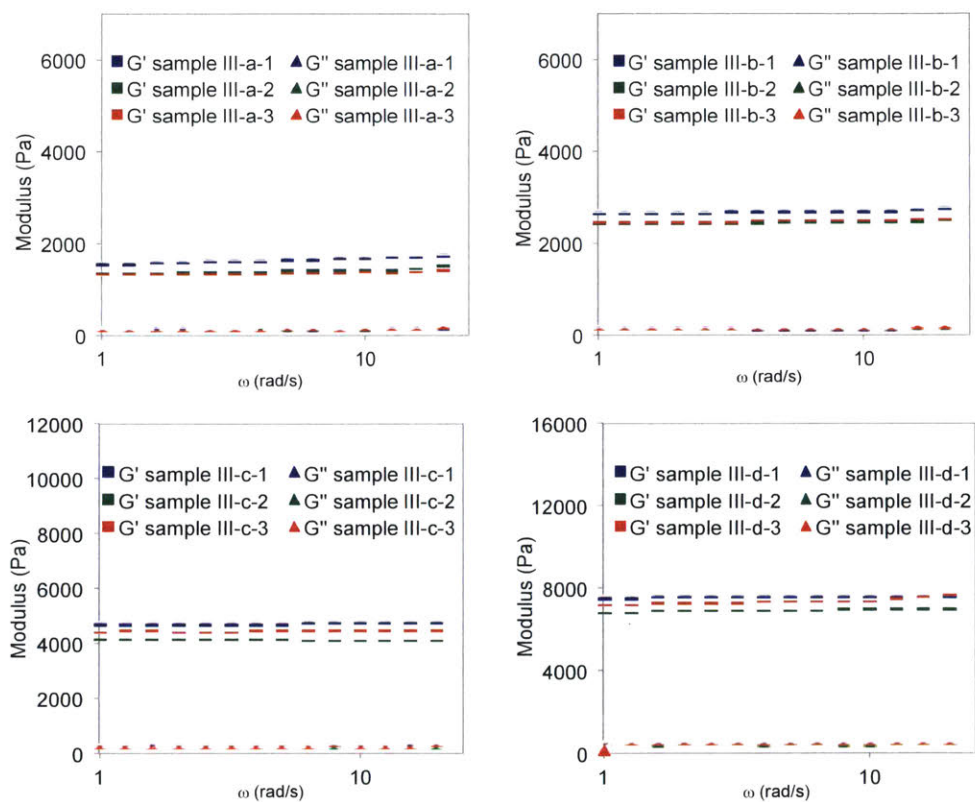 6000
G' sample III-a-1 G'' sample III-a-1
G' sample III-a-2 G'' sample III-a-2
G' sample III-a-3 G'' sample III-a-3
4000
Modulus (Pa)
2000
0
1 10
ω (rad/s)
6000
G' sample III-b-1 G'' sample III-b-1
G' sample III-b-2 G'' sample III-b-2
G' sample III-b-3 G'' sample III-b-3
4000
Modulus (Pa)
2000
0
1 10
ω (rad/s)
12000
10000
G' sample III-c-1 G'' sample III-c-1
G' sample III-c-2 G'' sample III-c-2
G' sample III-c-3 G'' sample III-c-3
8000
6000
Modulus (Pa)
4000
2000
0
1 10
ω (rad/s)
16000
G' sample III-d-1 G'' sample III-d-1
G' sample III-d-2 G'' sample III-d-2
G' sample III-d-3 G'' sample III-d-3
12000
Modulus (Pa)
8000
4000
0
1 10
ω (rad/s)